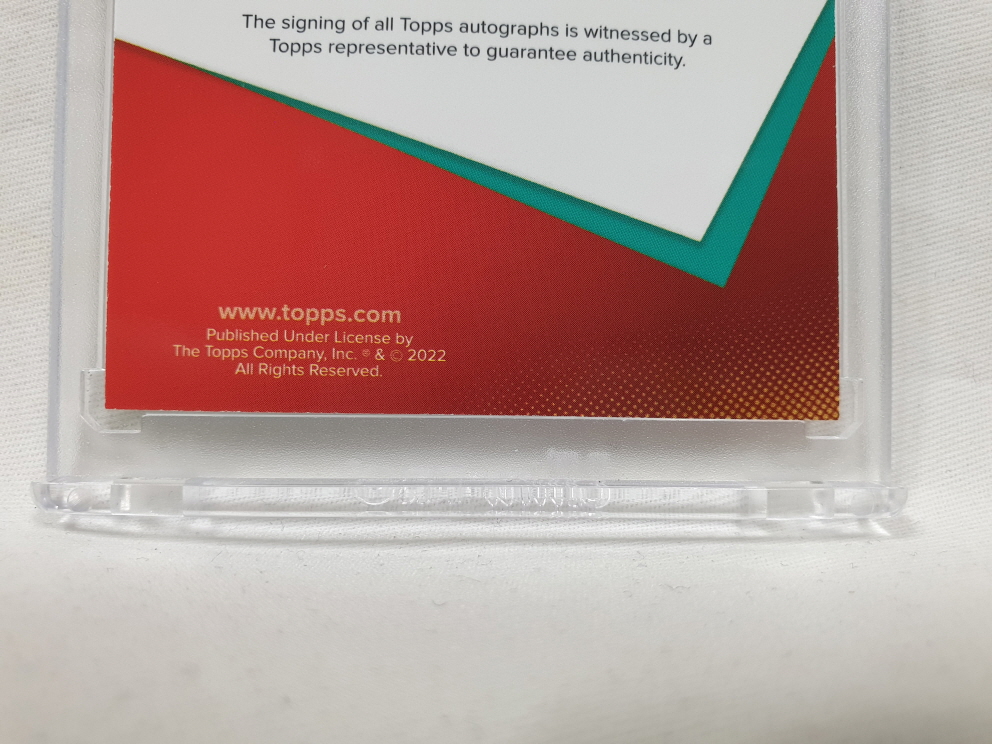 The signing of all Topps autographs is witnessed by a
Topps representative to guarantee authenticity.
www.topps.com
Published Under License by
The Topps Company, Inc. ® & © 2022
All Rights Reserved.